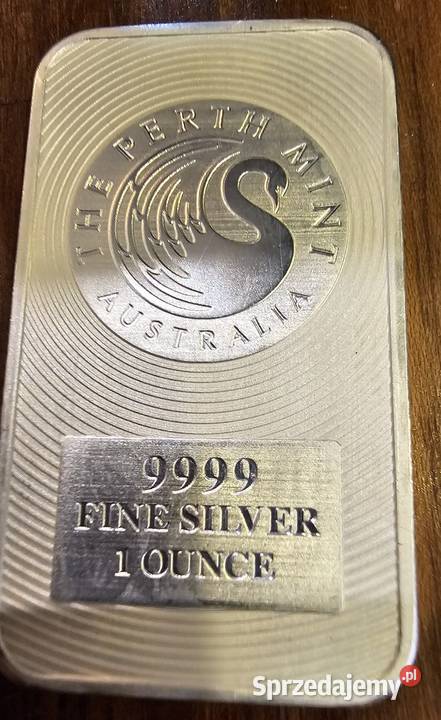 THE PERTH MINT
AUSTRALIA
9999
FINE SILVER
1 OUNCE
Sprzedajemy.pl